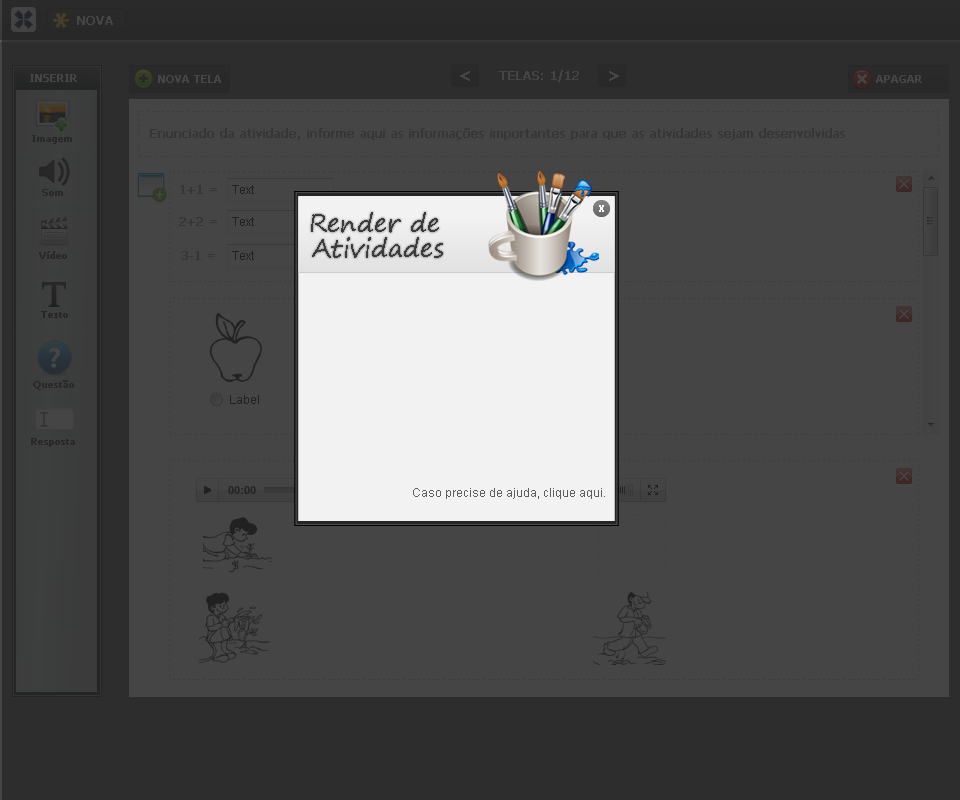 NOVA
INSERIR
NOVA TELA
<
TELAS: 1/12
>
APAGAR
Imagem
Som
Vídeo
Texto
Questão
Resposta
Enunciado da atividade, informe aqui as informações importantes para que as atividades sejam desenvolvidas
1+1 = Text
2+2 = Text
3-1 = Text
Label
00:00
Render de
Atividades
x
Caso precise de ajuda, clique aqui.